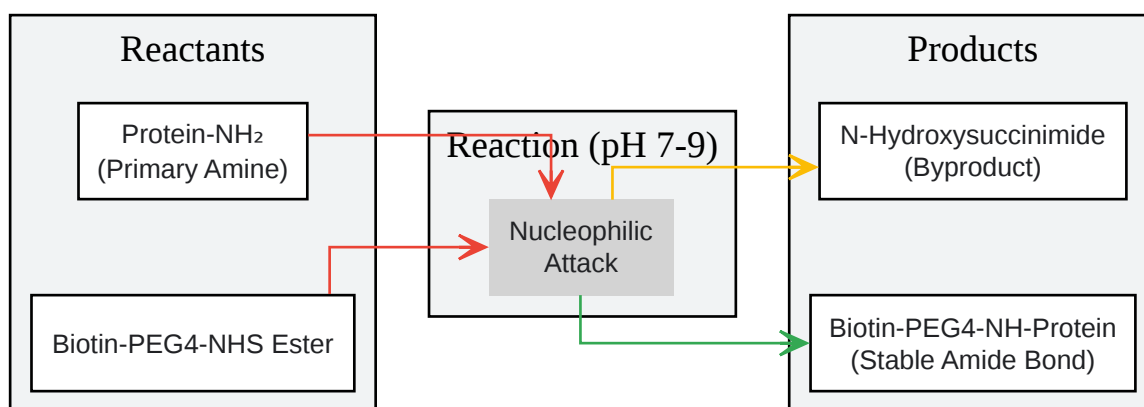 Reactants
Protein-NH₂
(Primary Amine)
Biotin-PEG4-NHS Ester
Reaction (pH 7-9)
Nucleophilic
Attack
Products
N-Hydroxysuccinimide
(Byproduct)
Biotin-PEG4-NH-Protein
(Stable Amide Bond)